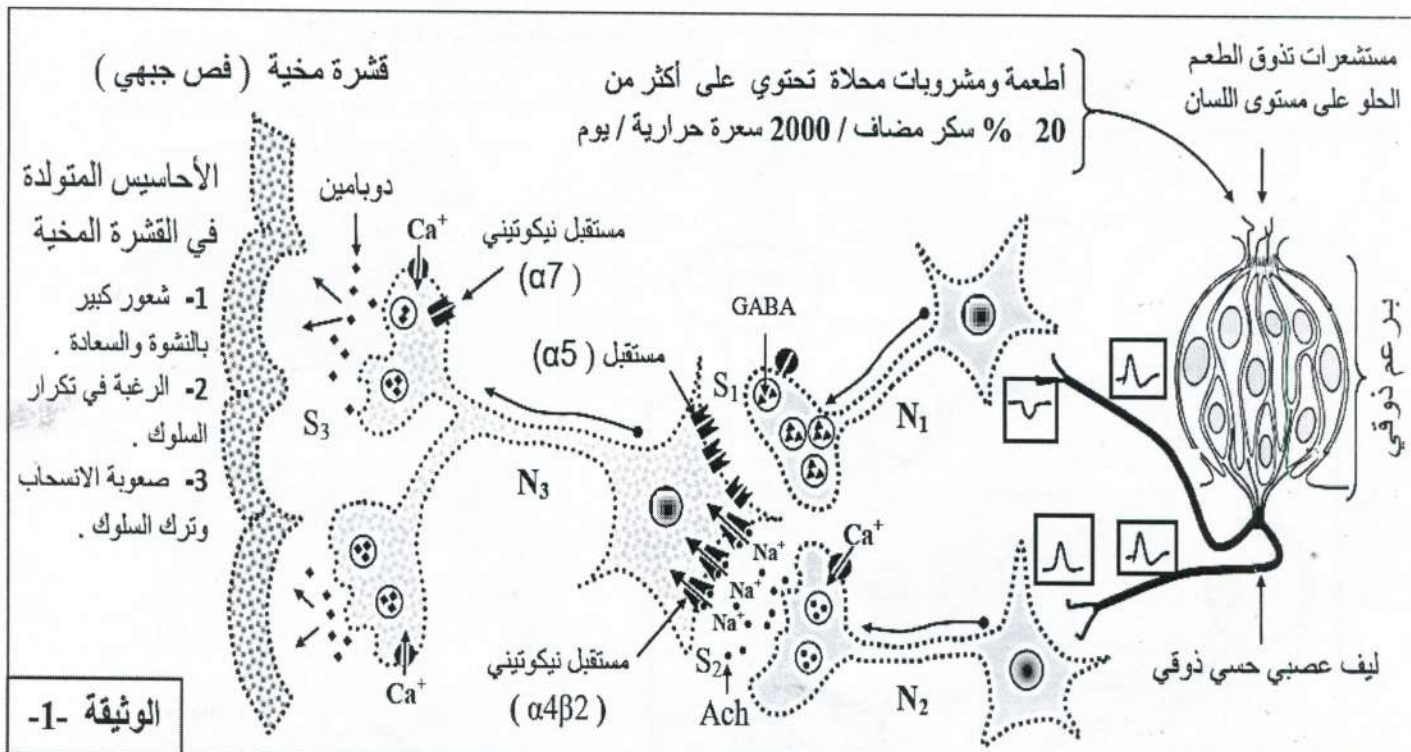 قشرة مخية ( فص جبهي )
أطعمة ومشروبات محلاة تحتوي على أكثر من
20 % سكر مضاف / 2000 سعرة حرارية / يوم
مستشعرات تذوق الطعم
الحلو على مستوى اللسان
الأحاسيس المتولدة
في القشرة المخية
1- شعور كبير
بالنشوة والسعادة .
2- الرغبة في تكرار
السلوك .
3- صعوبة الانسحاب
وترك السلوك .
دوبامين
Ca⁺
مستقبل نيكوتيني
(α7)
مستقبل (α5)
GABA
S₁
N₁
برعم ذوقي
S₃
N₃
Na⁺
Na⁺
Na⁺
Ca⁺
S₂
Ach
N₂
مستقبل نيكوتيني
(α4β2)
Ca⁺
ليف عصبي حسي ذوقي
الوثيقة -1-